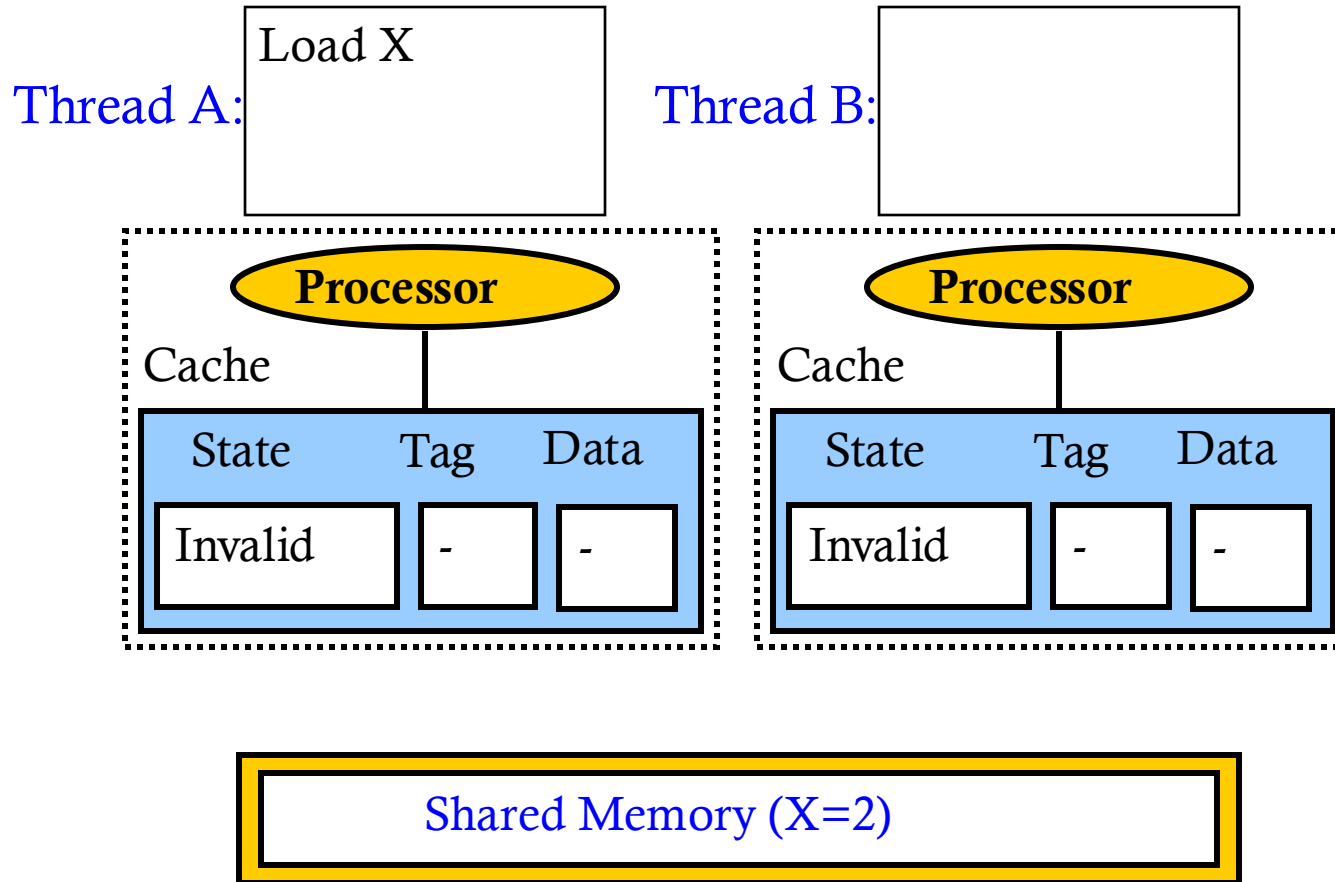 Load X
Thread A:
Thread B:
Processor
Processor
Cache
Cache
State Tag Data
State Tag Data
Invalid - -
Invalid - -
Shared Memory (X=2)